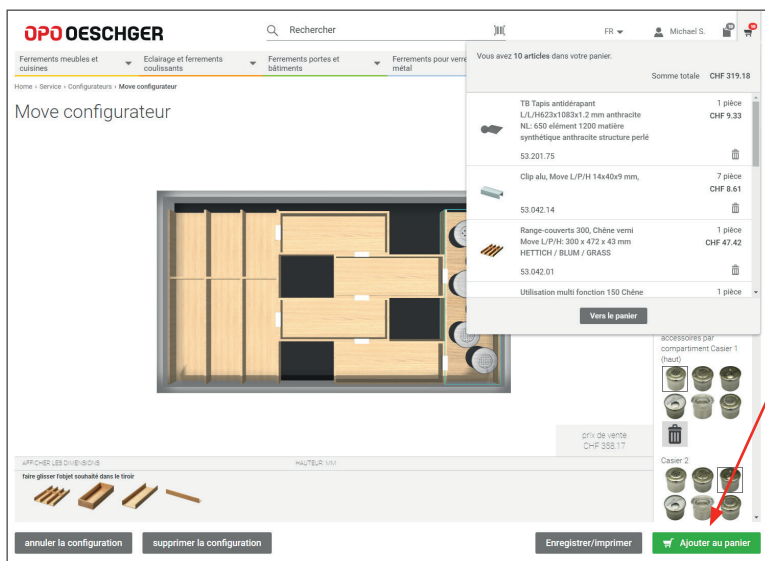 OPO OESCHGER
Rechercher
FR
Michael S.
Ferrements meubles et
cuisines
Eclairage et ferrements
coulissants
Ferrements portes et
bâtiments
Ferrements pour verre
métal
Home › Service › Configurateurs › Move configurateur
Move configurateur
Vous avez 10 articles dans votre panier.
Somme totale CHF 319.18
TB Tapis antidérapant
L/L/H623x1083x1.2 mm anthracite
NL: 650 elément 1200 matière
synthétique anthracite structure perlé
53.201.75
1 pièce
CHF 9.33
Clip alu, Move L/P/H 14x40x9 mm,
53.042.14
7 pièce
CHF 8.61
Range-couverts 300, Chêne verni
Move L/P/H: 300 x 472 x 43 mm
HETTICH / BLUM / GRASS
53.042.01
1 pièce
CHF 47.42
Utilisation multi fonction 150 Chêne
1 pièce
Vers le panier
accessoires par
compartiment Casier 1
(haut)
Casier 2
prix de vente
CHF 358.17
AFFICHER LES DIMENSIONS
HAUTEUR: MM
faire glisser l'objet souhaité dans le tiroir
annuler la configuration
supprimer la configuration
Enregistrer/imprimer
Ajouter au panier